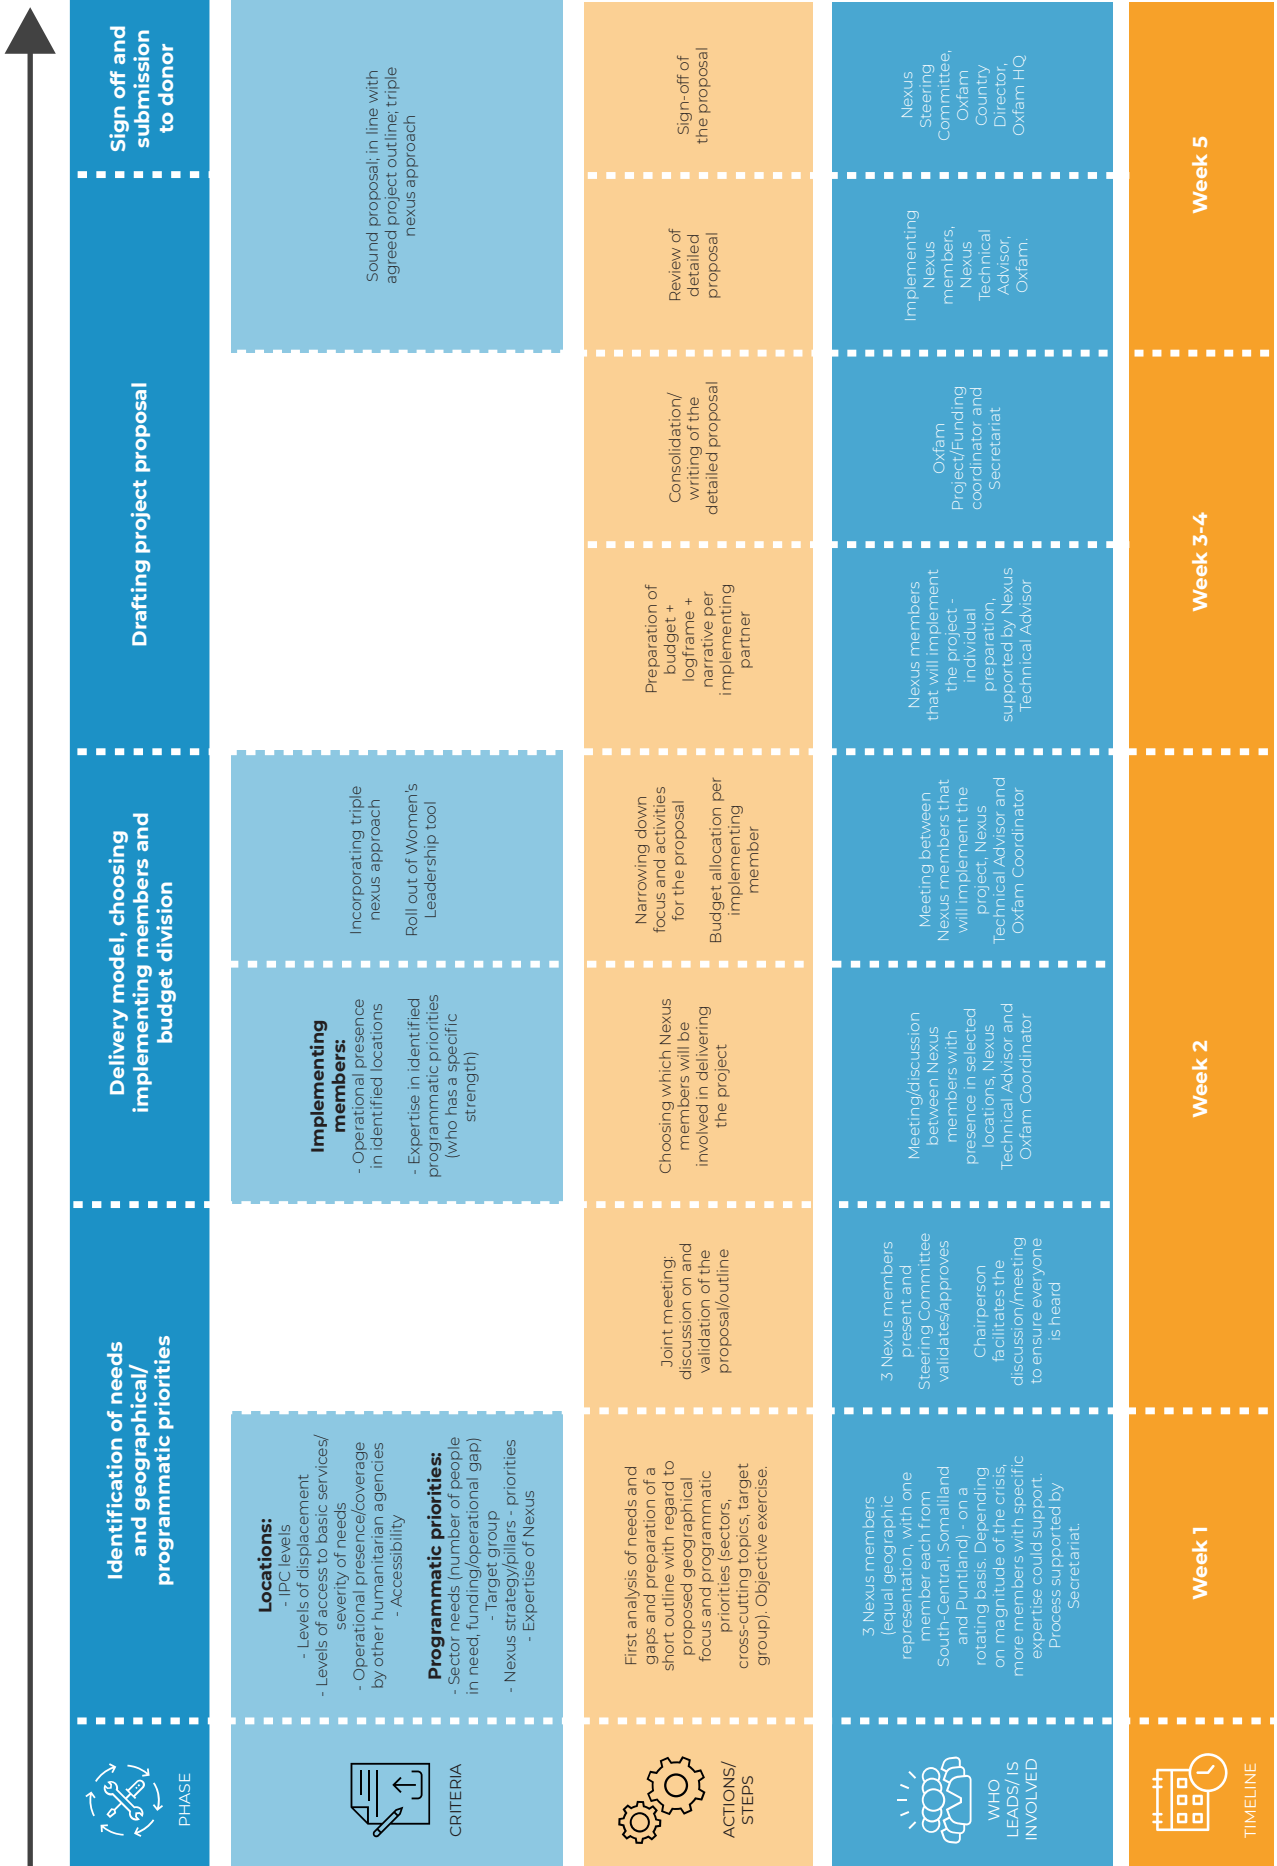 PHASE
Identification of needs
and geographical/
programmatic priorities
Delivery model, choosing
implementing members and
budget division
Drafting project proposal
Sign off and
submission
to donor
CRITERIA
Locations:
- IPC levels
- Levels of displacement
- Levels of access to basic services/
severity of needs
- Operational presence/coverage
by other humanitarian agencies
- Accessibility
Programmatic priorities:
- Sector needs (number of people
in need, funding/operational gap)
- Target group
- Nexus strategy/pillars - priorities
- Expertise of Nexus
Implementing
members:
- Operational presence
in identified locations
- Expertise in identified
programmatic priorities
(who has a specific
strength)
Incorporating triple
nexus approach
Roll out of Women's
Leadership tool
Sound proposal; in line with
agreed project outline; triple
nexus approach
ACTIONS/
STEPS
First analysis of needs and
gaps and preparation of a
short outline with regard to
proposed geographical
focus and programmatic
priorities (sectors,
cross-cutting topics, target
group). Objective exercise.
Joint meeting:
discussion on and
validation of the
proposal/outline
Choosing which Nexus
members will be
involved in delivering
the project
Narrowing down
focus and activities
for the proposal
Budget allocation per
implementing
member
Preparation of
budget +
logframe +
narrative per
implementing
partner
Consolidation/
writing of the
detailed proposal
Review of
detailed
proposal
Sign-off of
the proposal
WHO
LEADS/ IS
INVOLVED
3 Nexus members
(equal geographic
representation, with one
member each from
South-Central, Somaliland
and Puntland) - on a
rotating basis. Depending
on magnitude of the crisis,
more members with specific
expertise could support.
Process supported by
Secretariat.
3 Nexus members
present and
Steering Committee
validates/approves
Chairperson
facilitates the
discussion/meeting
to ensure everyone
is heard
Meeting/discussion
between Nexus
members with
presence in selected
locations, Nexus
Technical Advisor and
Oxfam Coordinator
Meeting between
Nexus members that
will implement the
project, Nexus
Technical Advisor and
Oxfam Coordinator
Nexus members
that will implement
the project -
individual
preparation,
supported by Nexus
Technical Advisor
Oxfam
Project/Funding
coordinator and
Secretariat
Implementing
Nexus
members,
Nexus
Technical
Advisor,
Oxfam.
Nexus
Steering
Committee,
Oxfam
Country
Director,
Oxfam HQ
TIMELINE
Week 1
Week 2
Week 3-4
Week 5